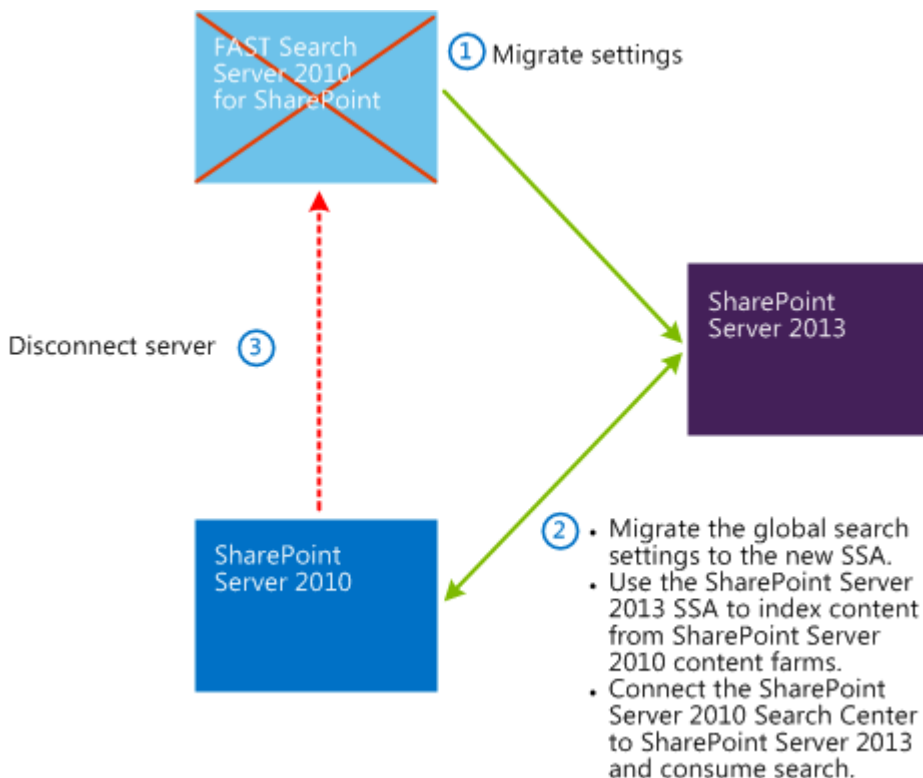 FAST Search
Server 2010
for SharePoint
1 Migrate settings
SharePoint
Server 2013
Disconnect server 3
SharePoint
Server 2010
2 • Migrate the global search
settings to the new SSA.
• Use the SharePoint Server
2013 SSA to index content
from SharePoint Server
2010 content farms.
• Connect the SharePoint
Server 2010 Search Center
to SharePoint Server 2013
and consume search.